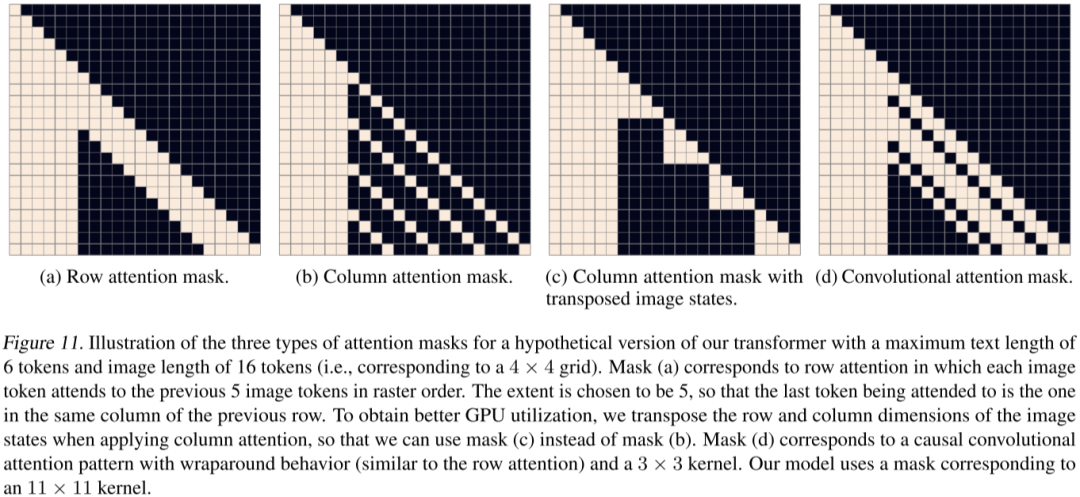 (a) Row attention mask.
(b) Column attention mask.
(c) Column attention mask with
transposed image states.
(d) Convolutional attention mask.
Figure 11. Illustration of the three types of attention masks for a hypothetical version of our transformer with a maximum text length of
6 tokens and image length of 16 tokens (i.e., corresponding to a 4 × 4 grid). Mask (a) corresponds to row attention in which each image
token attends to the previous 5 image tokens in raster order. The extent is chosen to be 5, so that the last token being attended to is the one
in the same column of the previous row. To obtain better GPU utilization, we transpose the row and column dimensions of the image
states when applying column attention, so that we can use mask (c) instead of mask (b). Mask (d) corresponds to a causal convolutional
attention pattern with wraparound behavior (similar to the row attention) and a 3 × 3 kernel. Our model uses a mask corresponding to
an 11 × 11 kernel.